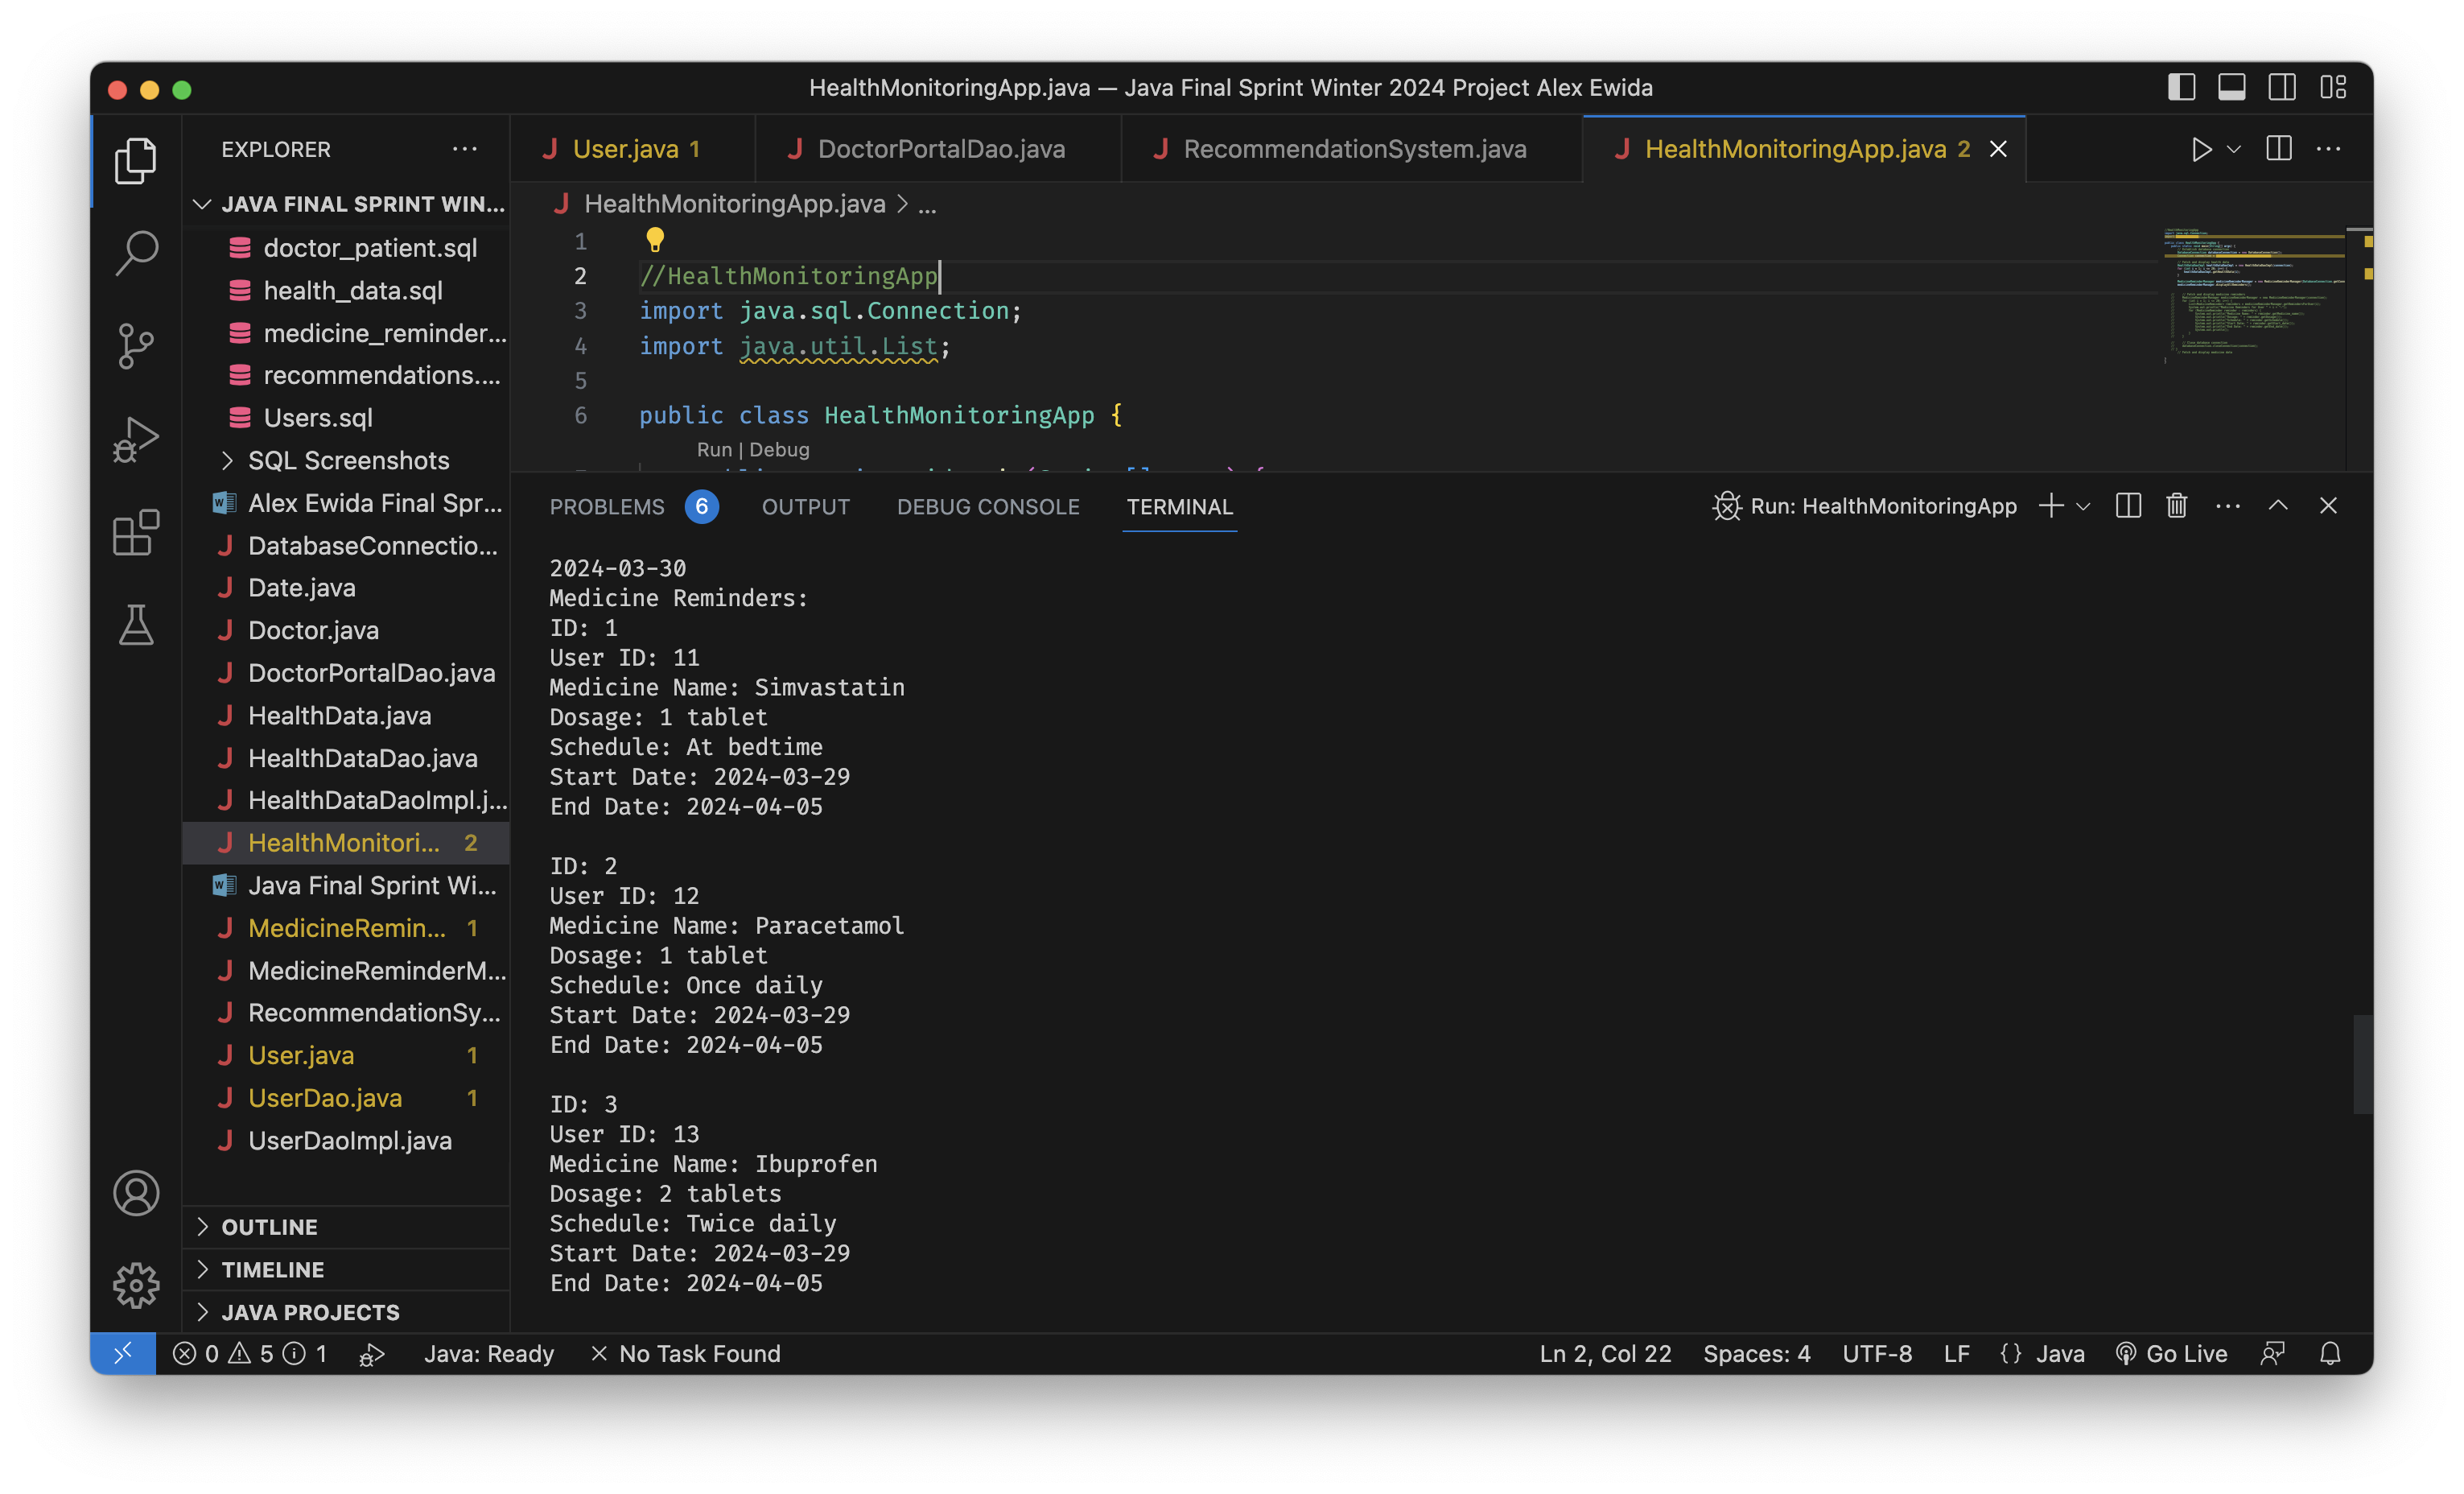 HealthMonitoringApp.java — Java Final Sprint Winter 2024 Project Alex Ewida
EXPLORER
JAVA FINAL SPRINT WIN...
doctor_patient.sql
health_data.sql
medicine_reminder...
recommendations....
Users.sql
SQL Screenshots
Alex Ewida Final Spr...
DatabaseConnectio...
Date.java
Doctor.java
DoctorPortalDao.java
HealthData.java
HealthDataDao.java
HealthDataDaoImpl.j...
HealthMonitori... 2
Java Final Sprint Wi...
MedicineRemin... 1
MedicineReminderM...
RecommendationSy...
User.java 1
UserDao.java 1
UserDaoImpl.java
OUTLINE
TIMELINE
JAVA PROJECTS
User.java 1
DoctorPortalDao.java
RecommendationSystem.java
HealthMonitoringApp.java 2
HealthMonitoringApp.java > ...
1
2 //HealthMonitoringApp
3 import java.sql.Connection;
4 import java.util.List;
5
6 public class HealthMonitoringApp {
Run | Debug
PROBLEMS 6 OUTPUT DEBUG CONSOLE TERMINAL
Run: HealthMonitoringApp
2024-03-30
Medicine Reminders:
ID: 1
User ID: 11
Medicine Name: Simvastatin
Dosage: 1 tablet
Schedule: At bedtime
Start Date: 2024-03-29
End Date: 2024-04-05
ID: 2
User ID: 12
Medicine Name: Paracetamol
Dosage: 1 tablet
Schedule: Once daily
Start Date: 2024-03-29
End Date: 2024-04-05
ID: 3
User ID: 13
Medicine Name: Ibuprofen
Dosage: 2 tablets
Schedule: Twice daily
Start Date: 2024-03-29
End Date: 2024-04-05
0 5 1 Java: Ready No Task Found
Ln 2, Col 22 Spaces: 4 UTF-8 LF {} Java Go Live